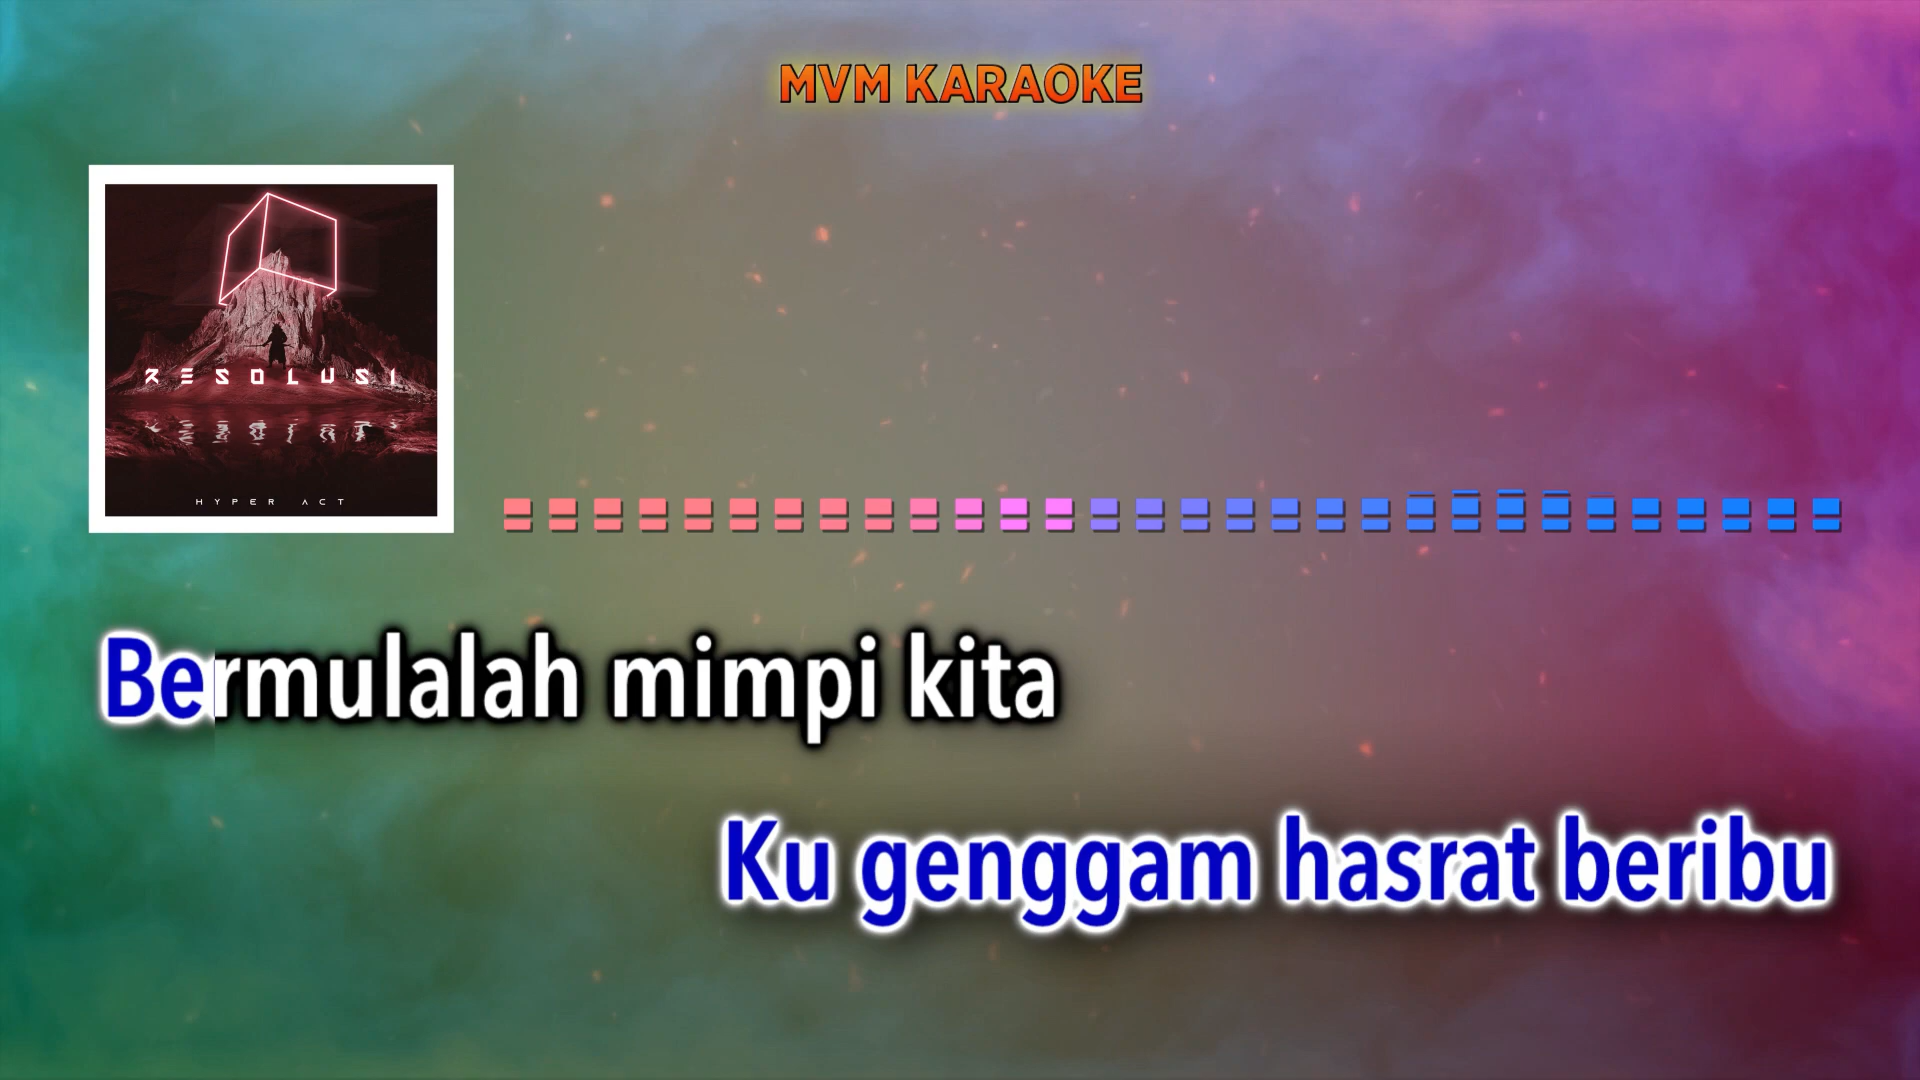 MVM KARAOKE
RESOLUSI
HYPER ACT
Bermulalah mimpi kita
Ku genggam hasrat beribu